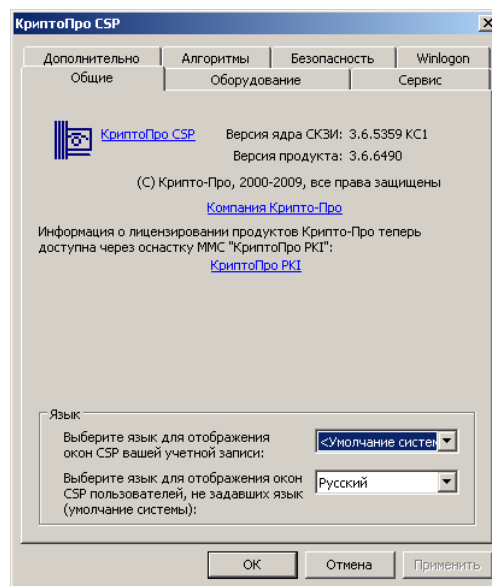 КриптоПро CSP
Дополнительно Алгоритмы Безопасность Winlogon
Общие Оборудование Сервис
КриптоПро CSP Версия ядра СКЗИ: 3.6.5359 КС1
Версия продукта: 3.6.6490
(С) Крипто-Про, 2000-2009, все права защищены
Компания Крипто-Про
Информация о лицензировании продуктов Крипто-Про теперь
доступна через оснастку ММС "КриптоПро PKI":
КриптоПро PKI
Язык
Выберите язык для отображения
окон CSP вашей учетной записи:
<Умолчание систем
Выберите язык для отображения окон
CSP пользователей, не задавших язык
(умолчание системы):
Русский
ОК Отмена Применить